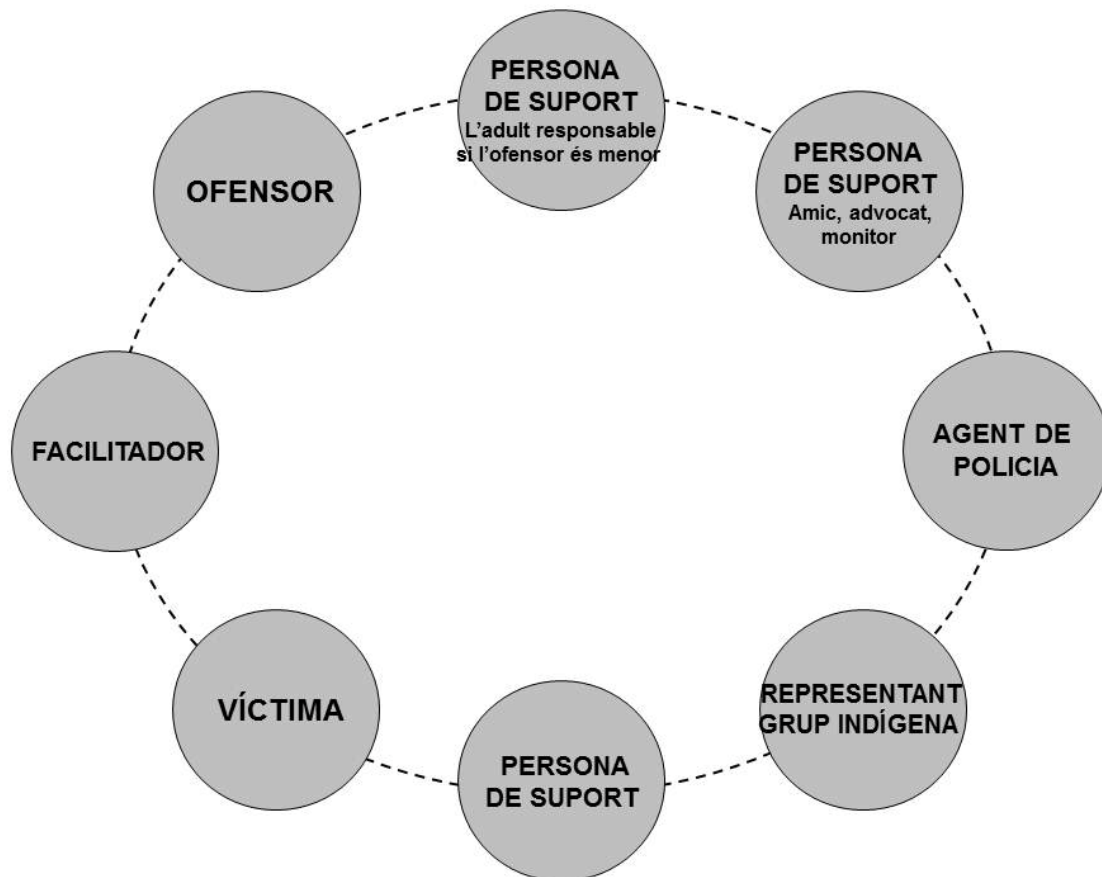 PERSONA
DE SUPORT
L'adult responsable
si l'ofensor és menor
OFENSOR
PERSONA
DE SUPORT
Amic, advocat,
monitor
FACILITADOR
AGENT DE
POLICIA
VÍCTIMA
REPRESENTANT
GRUP INDÍGENA
PERSONA
DE SUPORT